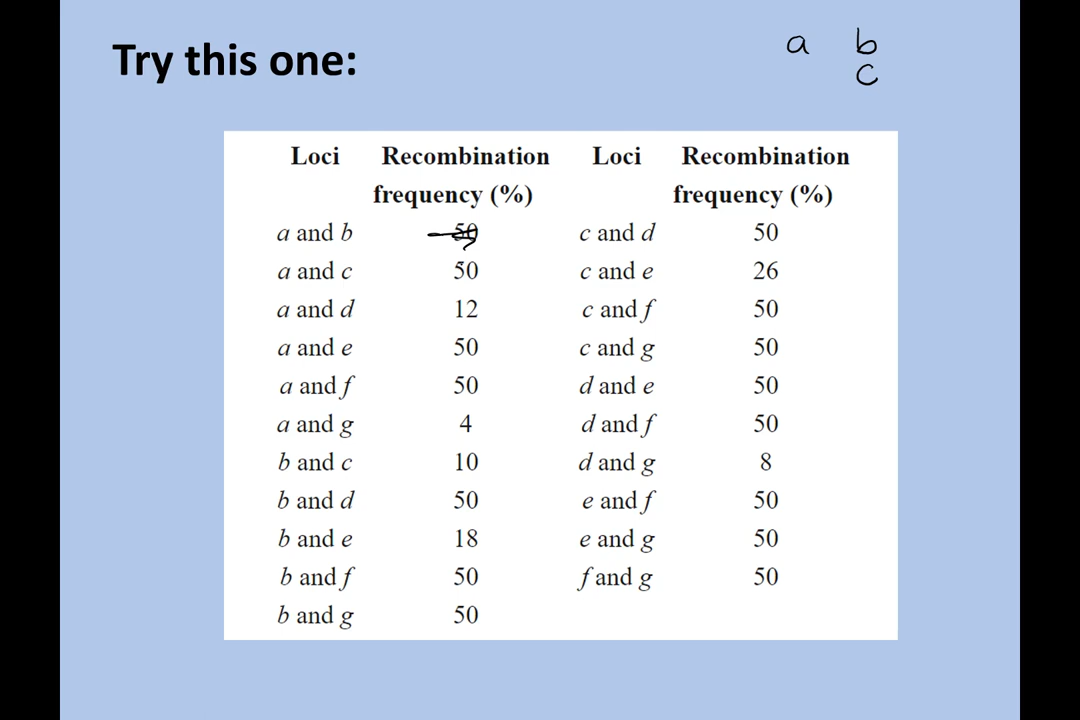 Try this one:
a b
c
Loci Recombination frequency (%) Loci Recombination frequency (%)
a and b 50 c and d 50
a and c 50 c and e 26
a and d 12 c and f 50
a and e 50 c and g 50
a and f 50 d and e 50
a and g 4 d and f 50
b and c 10 d and g 8
b and d 50 e and f 50
b and e 18 e and g 50
b and f 50 f and g 50
b and g 50